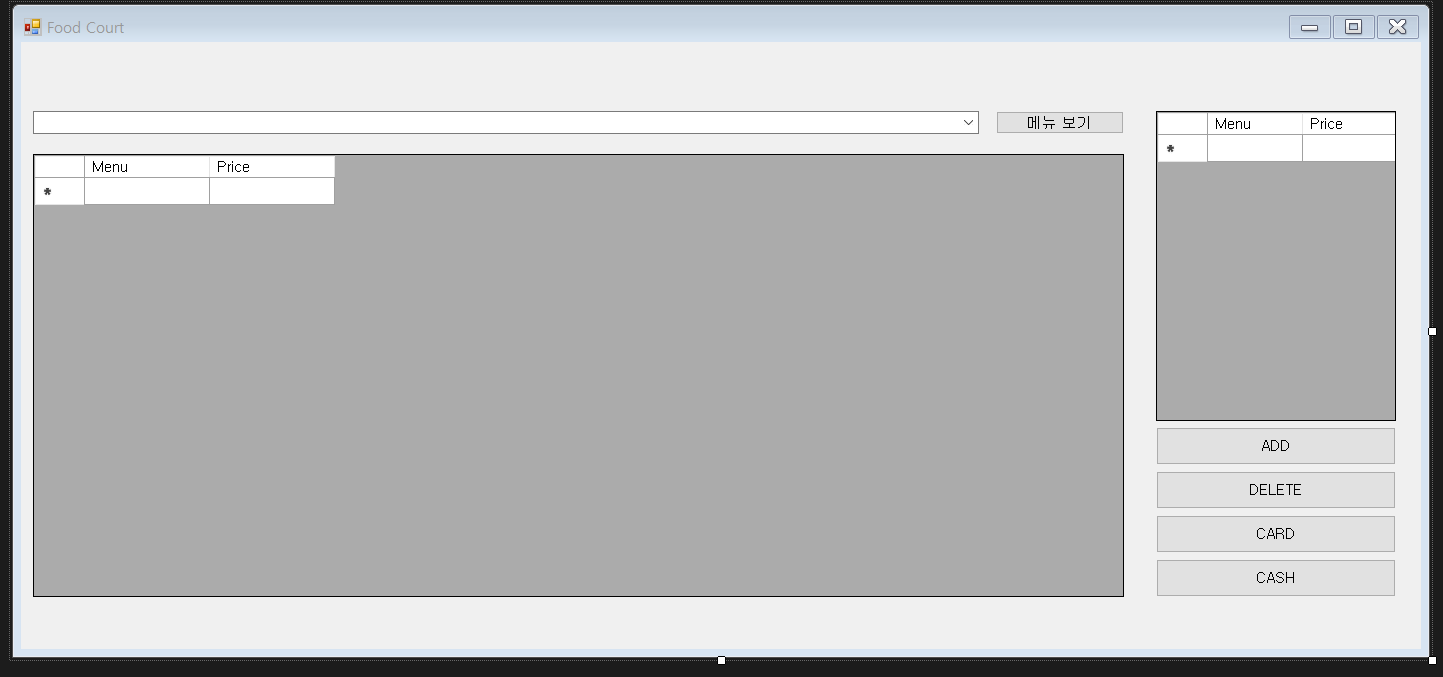 Food Court
메뉴 보기
Menu Price
*
Menu Price
*
ADD
DELETE
CARD
CASH